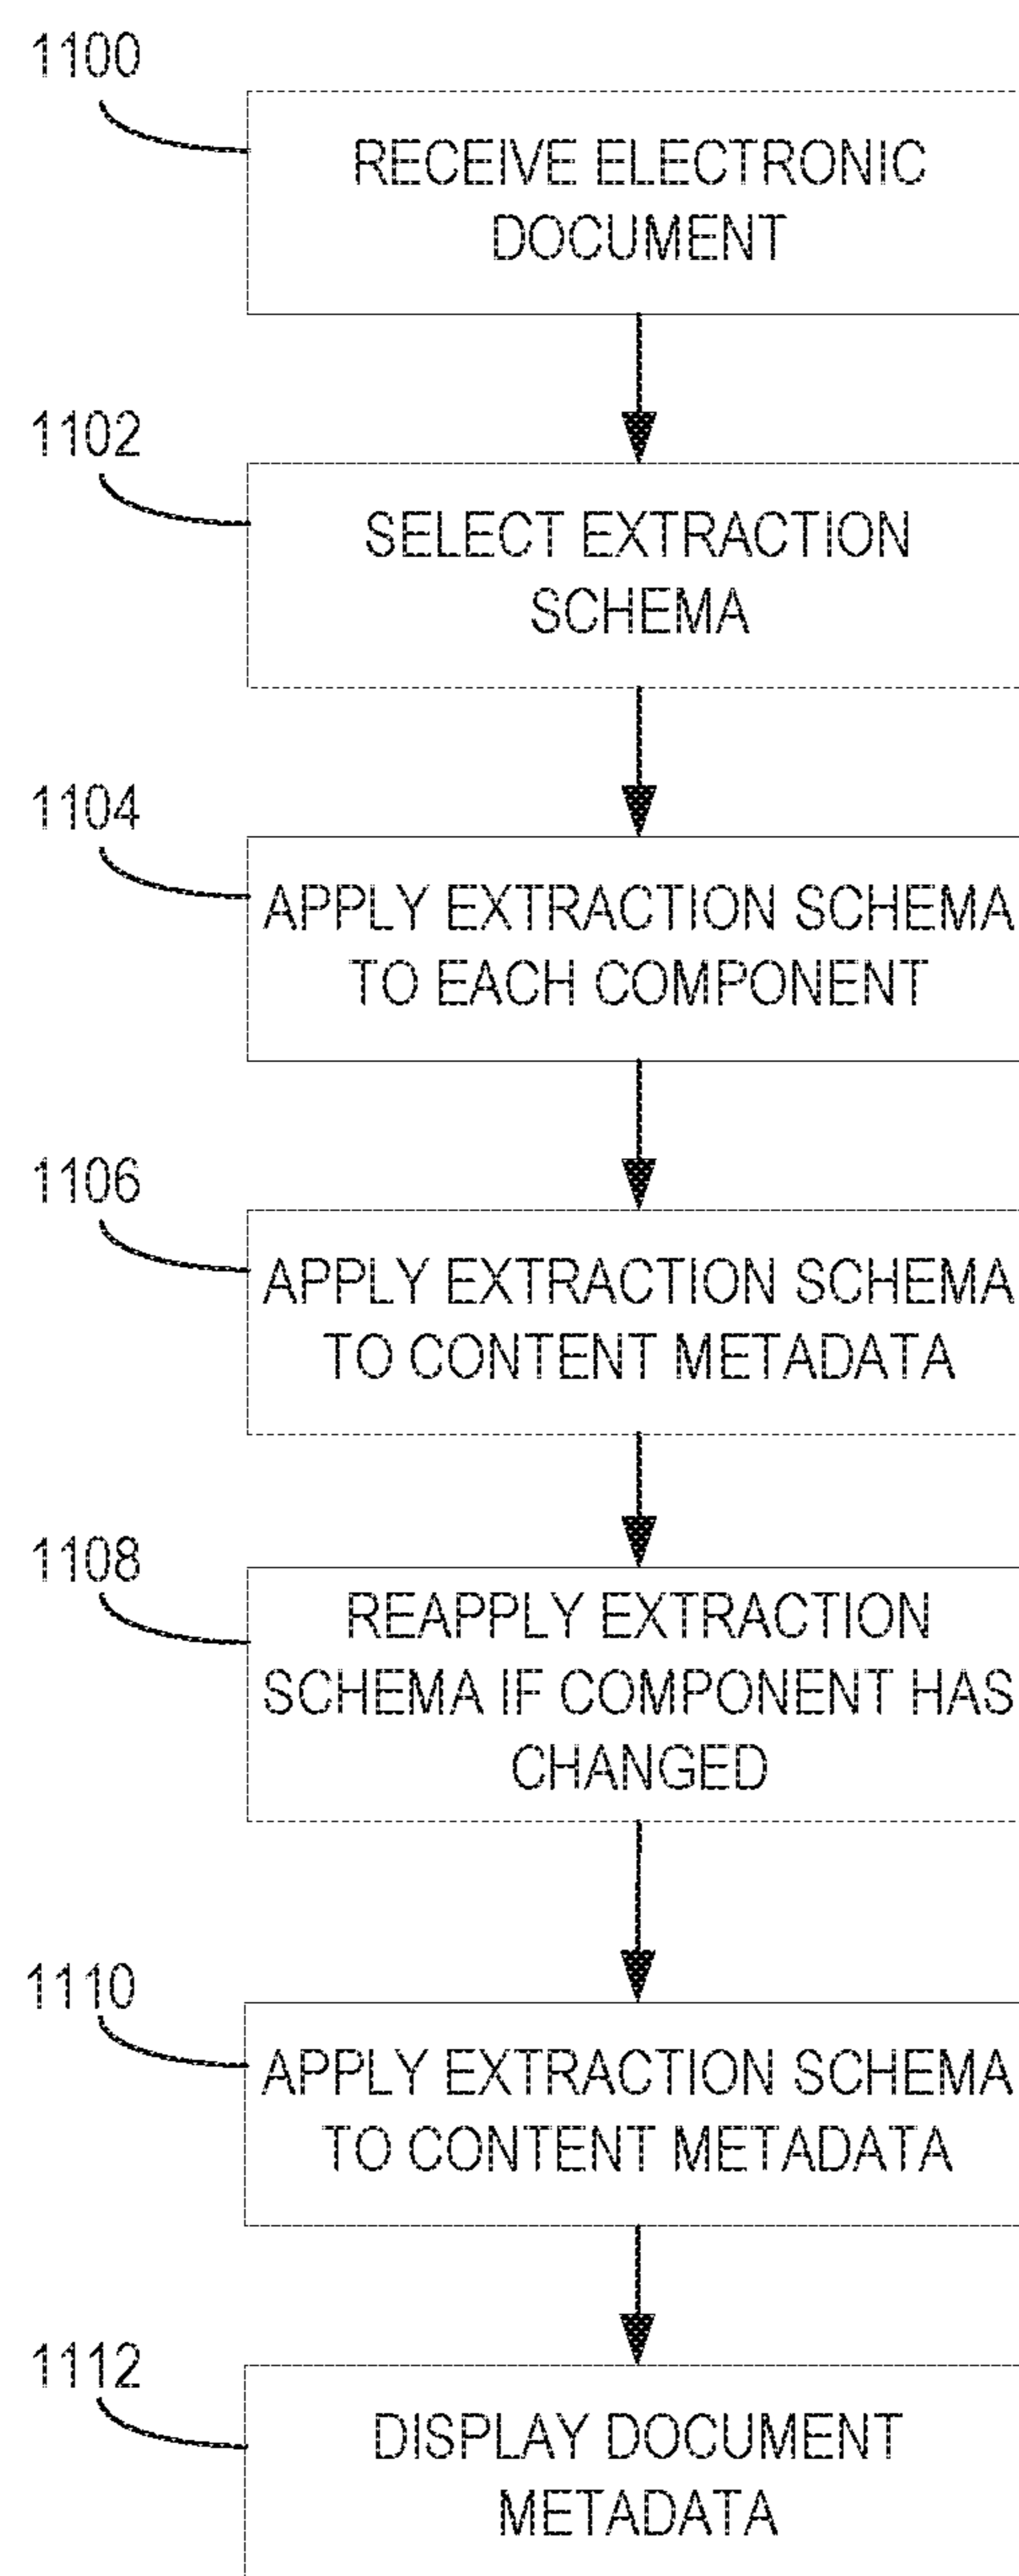 1100
RECEIVE ELECTRONIC
DOCUMENT
1102
SELECT EXTRACTION
SCHEMA
1104
APPLY EXTRACTION SCHEMA
TO EACH COMPONENT
1106
APPLY EXTRACTION SCHEMA
TO CONTENT METADATA
1108
REAPPLY EXTRACTION
SCHEMA IF COMPONENT HAS
CHANGED
1110
APPLY EXTRACTION SCHEMA
TO CONTENT METADATA
1112
DISPLAY DOCUMENT
METADATA